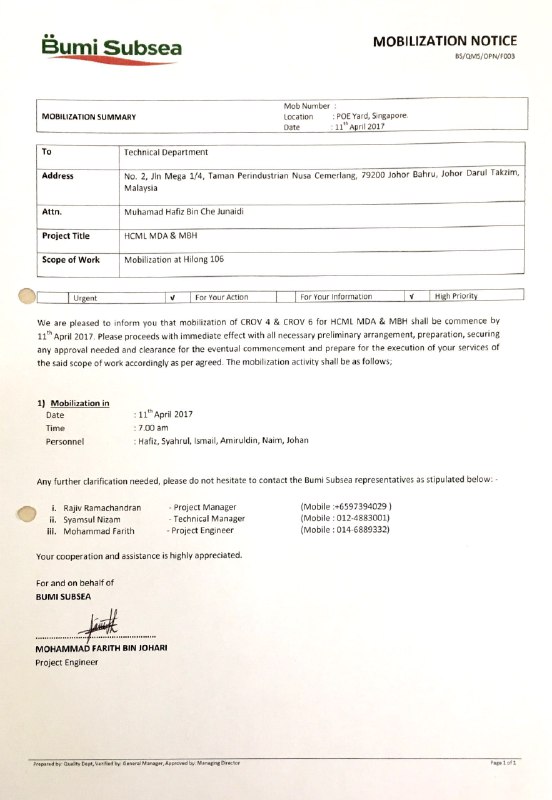 Bumi Subsea
MOBILIZATION NOTICE
BS/QMS/OPN/F003
MOBILIZATION SUMMARY
Mob Number :
Location : POE Yard, Singapore.
Date : 11th April 2017
To Technical Department
Address No. 2, Jln Mega 1/4, Taman Perindustrian Nusa Cemerlang, 79200 Johor Bahru, Johor Darul Takzim,
Malaysia
Attn. Muhamad Hafiz Bin Che Junaidi
Project Title HCML MDA & MBH
Scope of Work Mobilization at Hilong 106
Urgent √ For Your Action For Your Information √ High Priority
We are pleased to inform you that mobilization of CROV 4 & CROV 6 for HCML MDA & MBH shall be commence by
11th April 2017. Please proceeds with immediate effect with all necessary preliminary arrangement, preparation, securing
any approval needed and clearance for the eventual commencement and prepare for the execution of your services of
the said scope of work accordingly as per agreed. The mobilization activity shall be as follows;
1) Mobilization in
Date : 11th April 2017
Time : 7.00 am
Personnel : Hafiz, Syahrul, Ismail, Amiruldin, Naim, Johan
Any further clarification needed, please do not hesitate to contact the Bumi Subsea representatives as stipulated below: -
i. Rajiv Ramachandran - Project Manager (Mobile :+6597394029 )
ii. Syamsul Nizam - Technical Manager (Mobile : 012-4883001)
iii. Mohammad Farith - Project Engineer (Mobile : 014-6889332)
Your cooperation and assistance is highly appreciated.
For and on behalf of
BUMI SUBSEA
MOHAMMAD FARITH BIN JOHARI
Project Engineer
Prepared by: Quality Dept, Verified by: General Manager, Approved by: Managing Director
Page 1 of 1